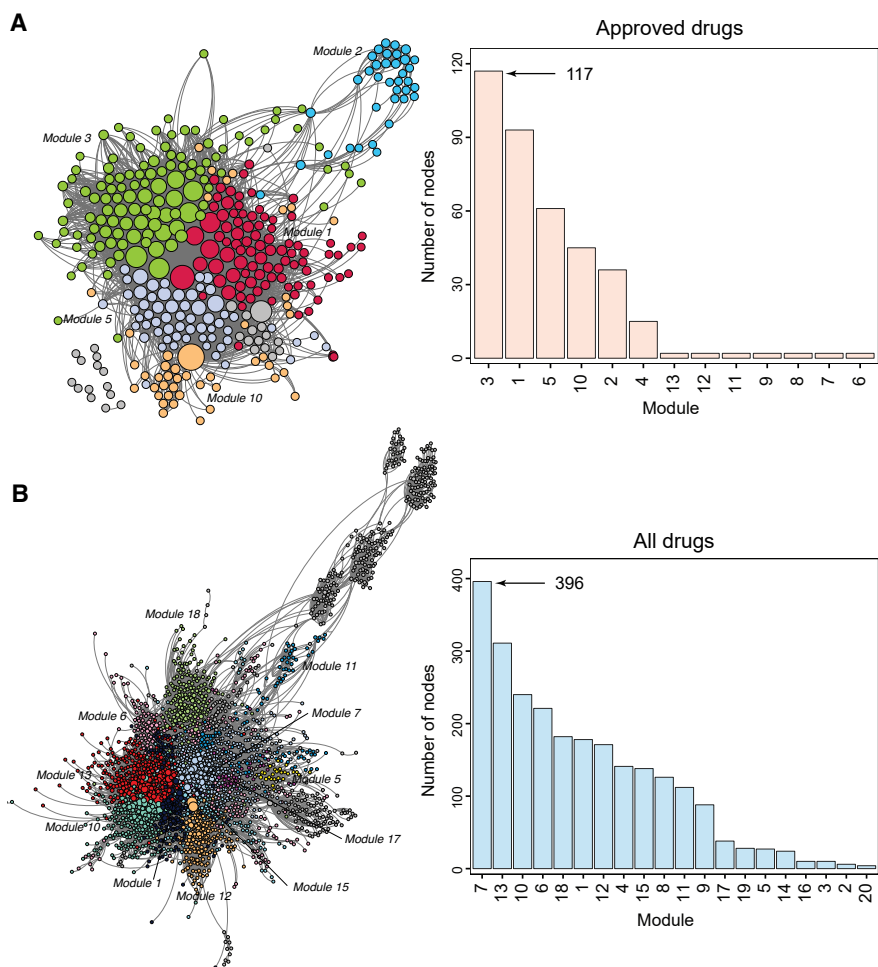 A
Module 2
Module 3
Module 1
Module 5
Module 10
Approved drugs
117
Number of nodes
120
90
60
30
0
3 1 5 10 2 4 13 12 11 9 8 7 6
Module
B
Module 18
Module 11
Module 6
Module 7
Module 13
Module 5
Module 10
Module 17
Module 1
Module 15
Module 12
All drugs
396
Number of nodes
400
300
200
100
0
7 13 10 6 18 1 12 4 15 8 11 9 17 19 5 14 16 3 2 20
Module